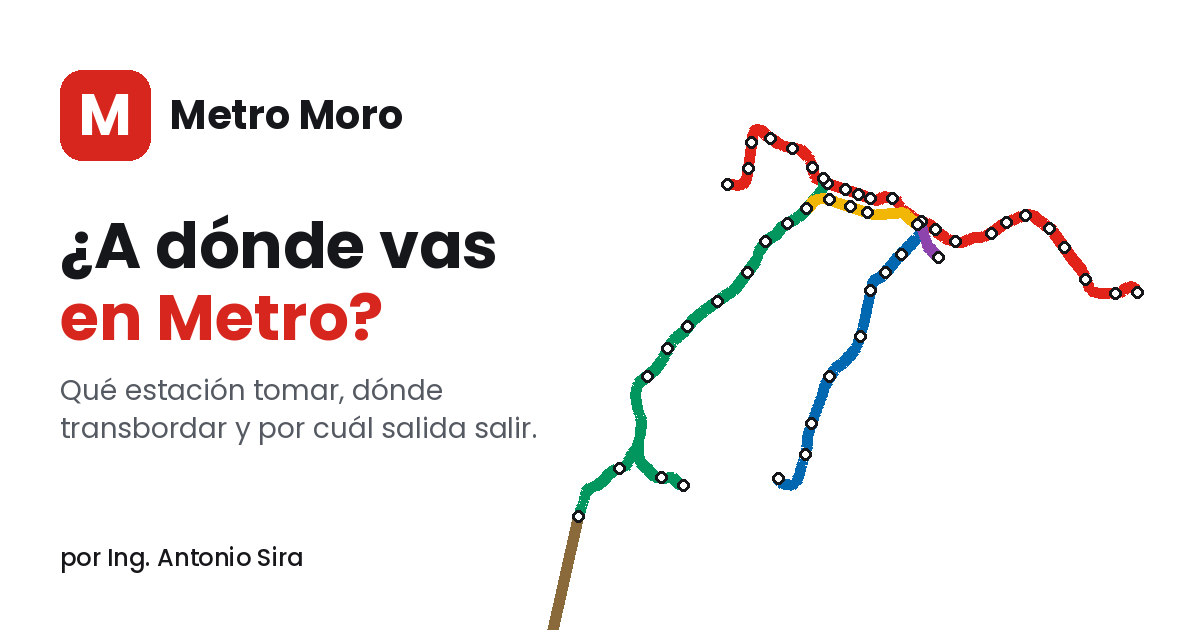 M
Metro Moro
¿A dónde vas
en Metro?
Qué estación tomar, dónde
transbordar y por cuál salida salir.
por Ing. Antonio Sira